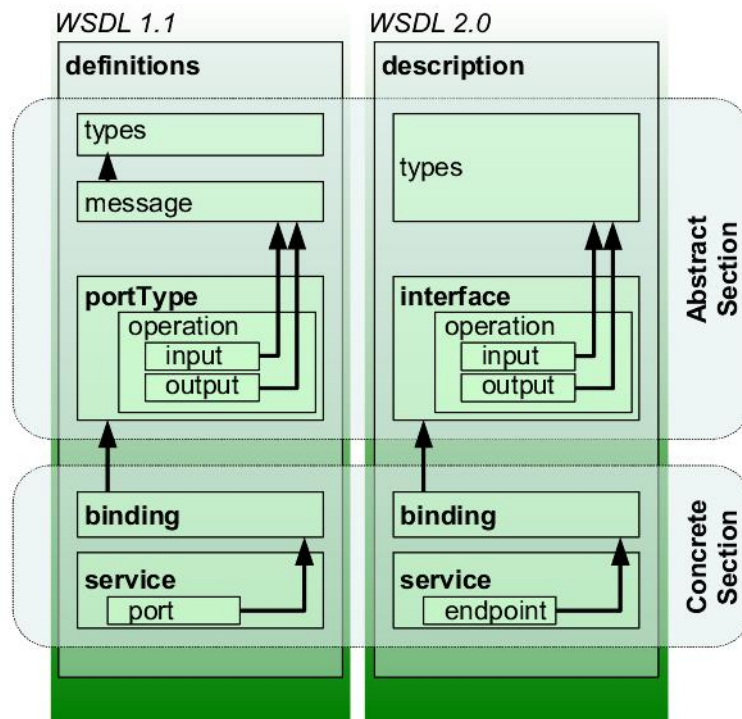 WSDL 1.1
definitions
types
message
portType
operation
input
output
binding
service
port
WSDL 2.0
description
types
interface
operation
input
output
binding
service
endpoint
Abstract
Section
Concrete
Section